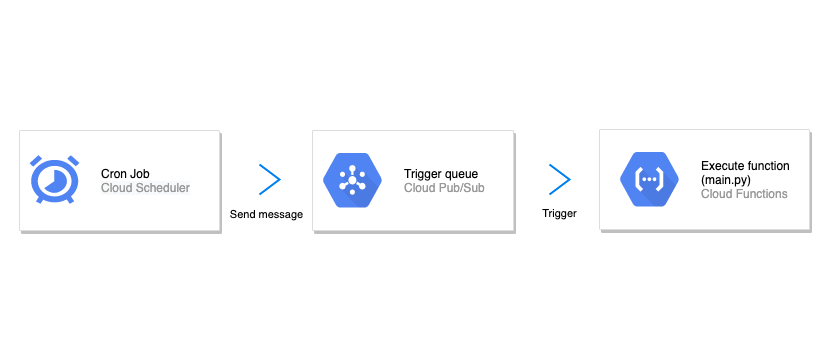 Cron Job
Cloud Scheduler
Send message
Trigger queue
Cloud Pub/Sub
Trigger
Execute function
(main.py)
Cloud Functions